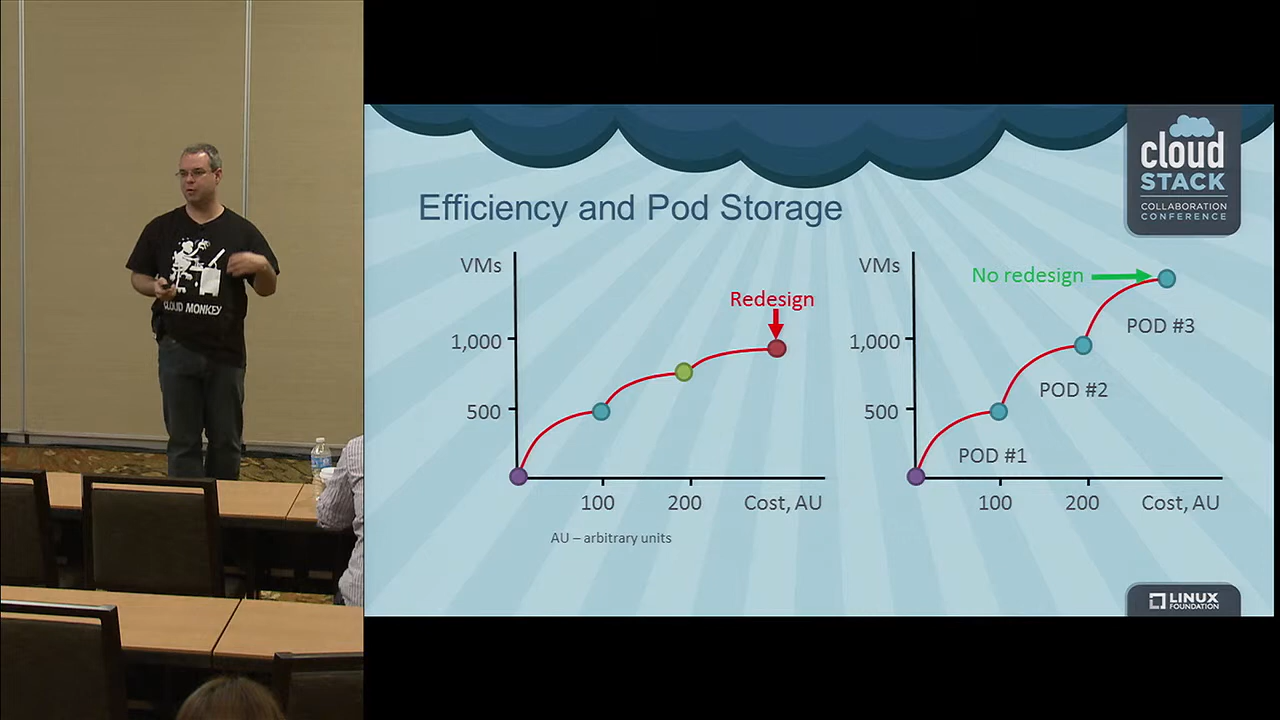 CLOUD MONKEY
cloud
STACK
COLLABORATION
CONFERENCE
Efficiency and Pod Storage
VMs
1,000
500
Redesign
100
200
Cost, AU
AU – arbitrary units
VMs
1,000
500
No redesign
POD #3
POD #2
POD #1
100
200
Cost, AU
LINUX
FOUNDATION